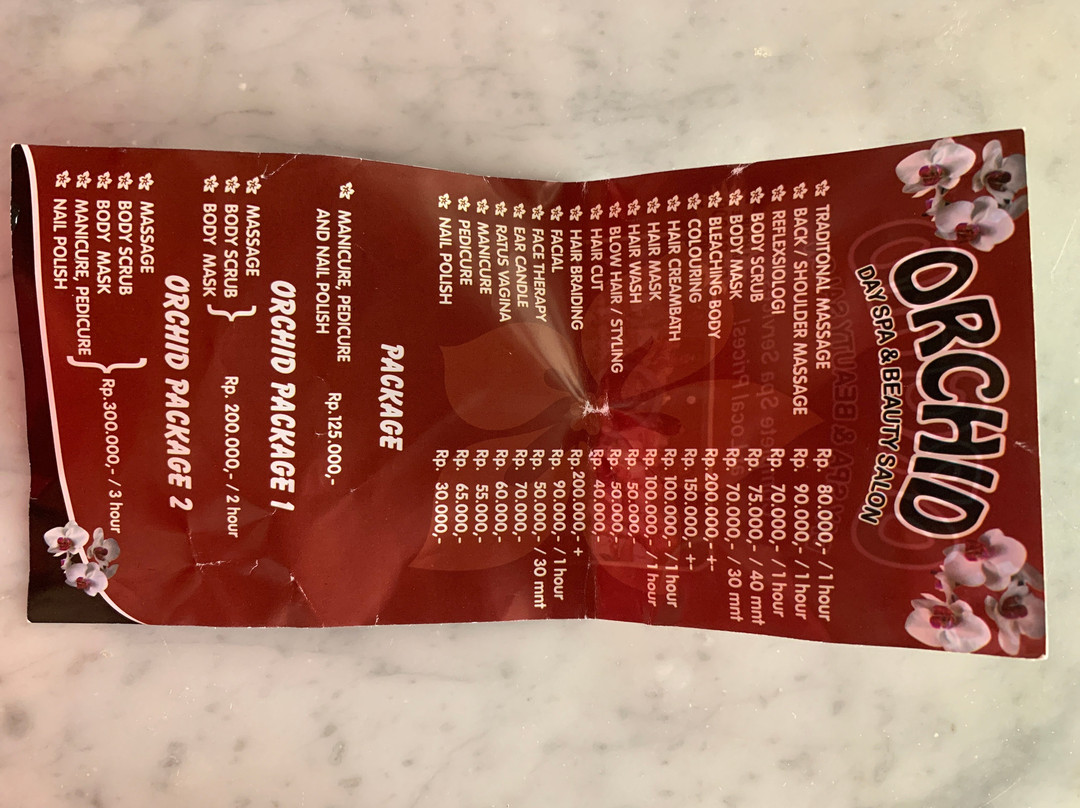 ORCHID
DAY SPA & BEAUTY SALON
TRADITONAL MASSAGE Rp. 80.000,- / 1 hour
BACK / SHOULDER MASSAGE Rp. 90.000,- / 1 hour
REFLEXSIOLOGI Rp. 70.000,- / 1 hour
BODY SCRUB Rp. 75.000,- / 40 mnt
BODY MASK Rp. 70.000,- / 30 mnt
BLEACHING BODY Rp. 200.000,-+-
COLOURING Rp. 150.000,-++
HAIR CREAMBATH Rp. 100.000,- / 1 hour
HAIR MASK Rp. 100.000,- / 1 hour
HAIR WASH Rp. 50.000,-
BLOW HAIR / STYLING Rp. 50.000,-
HAIR CUT Rp. 40.000,-
HAIR BRAIDING Rp. 200.000,- +
FACIAL Rp. 90.000,- / 1 hour
FACE THERAPY Rp. 50.000,- / 30 mnt
EAR CANDLE Rp. 70.000,-
RATUS VAGINA Rp. 60.000,-
MANICURE Rp. 55.000,-
PEDICURE Rp. 65.000,-
NAIL POLISH Rp. 30.000,-
PACKAGE
MANICURE, PEDICURE
AND NAIL POLISH Rp.125.000,-
ORCHID PACKAGE 1
MASSAGE
BODY SCRUB Rp. 200.000,- / 2 hour
BODY MASK
ORCHID PACKAGE 2
MASSAGE
BODY SCRUB
BODY MASK Rp.300.000,- / 3 hour
MANICURE, PEDICURE
NAIL POLISH